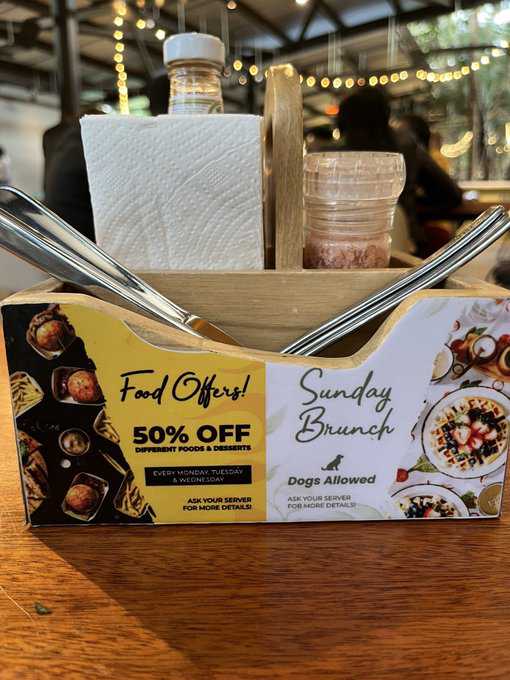 Food Offers!
50% OFF
DIFFERENT FOODS & DESSERTS
EVERY MONDAY, TUESDAY
& WEDNESDAY
ASK YOUR SERVER
FOR MORE DETAILS!
Sunday
Brunch
Dogs Allowed
ASK YOUR SERVER
FOR MORE DETAILS!